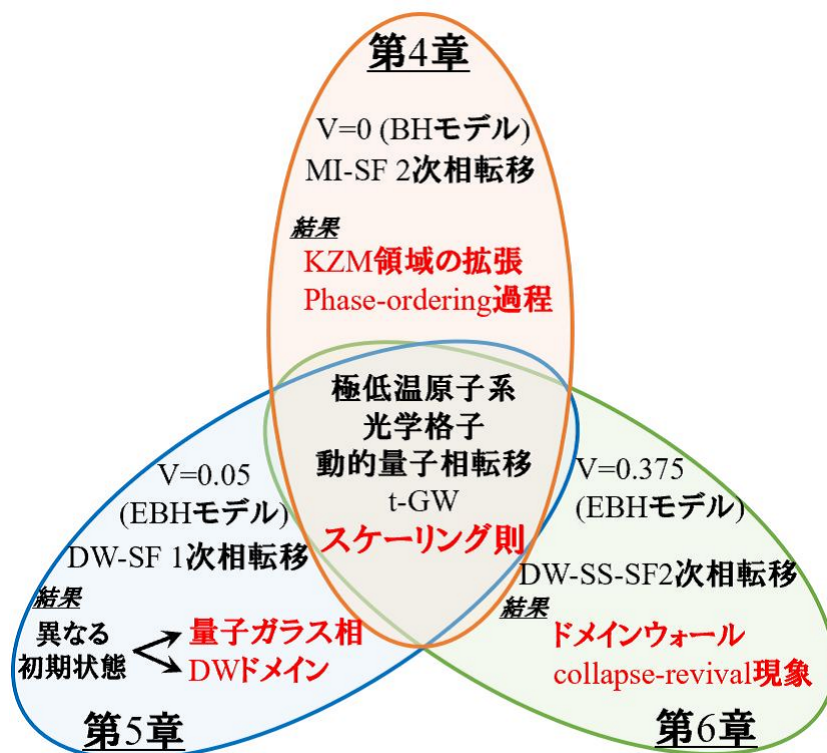 第4章
V=0 (BHモデル)
MI-SF 2次相転移
結果
KZM領域の拡張
Phase-ordering過程
極低温原子系
光学格子
動的量子相転移
t-GW
スケーリング則
V=0.05
(EBHモデル)
DW-SF 1次相転移
結果
異なる
初期状態
量子ガラス相
DWドメイン
第5章
V=0.375
(EBHモデル)
DW-SS-SF2次相転移
結果
ドメインウォール
collapse-revival現象
第6章